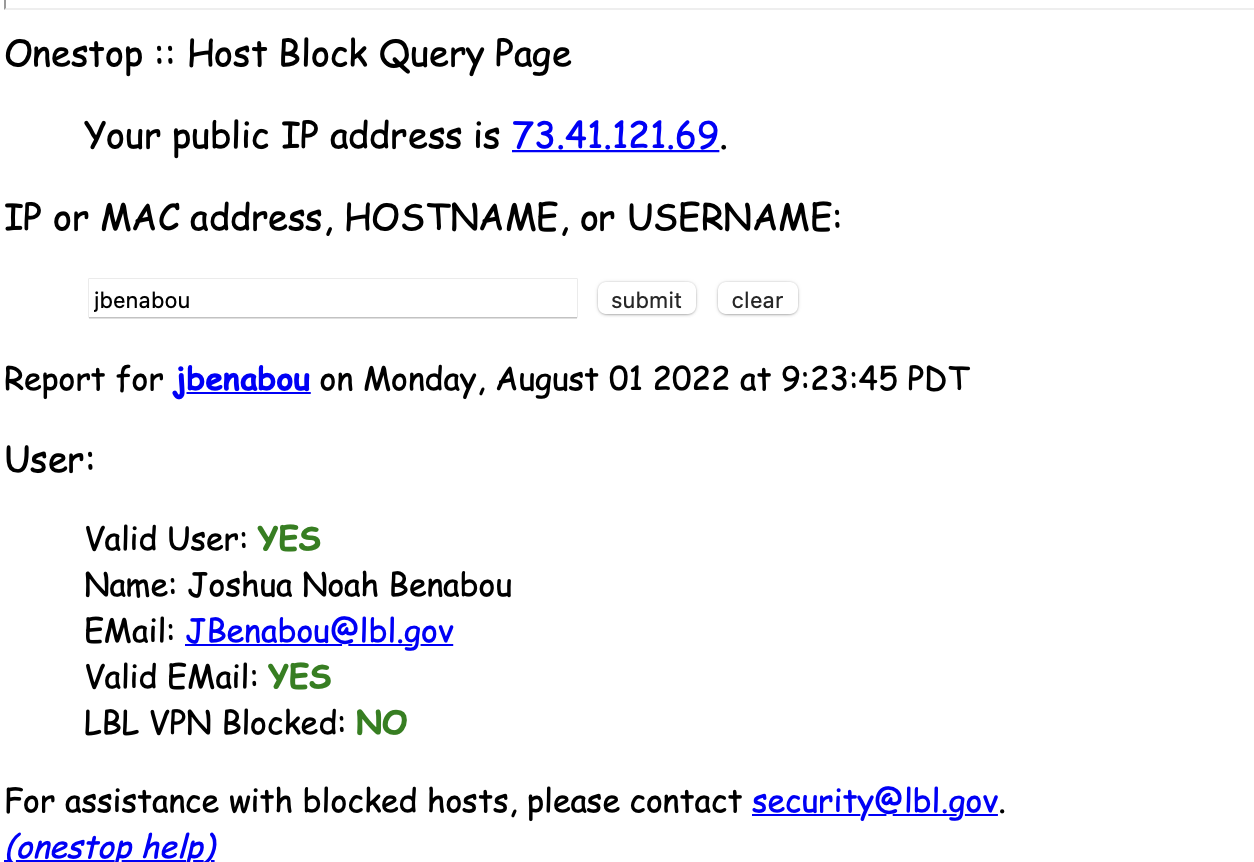 Onestop :: Host Block Query Page
Your public IP address is 73.41.121.69.
IP or MAC address, HOSTNAME, or USERNAME:
jbenabou submit clear
Report for jbenabou on Monday, August 01 2022 at 9:23:45 PDT
User:
Valid User: YES
Name: Joshua Noah Benabou
EMail: JBenabou@lbl.gov
Valid EMail: YES
LBL VPN Blocked: NO
For assistance with blocked hosts, please contact security@lbl.gov.
(onestop help)